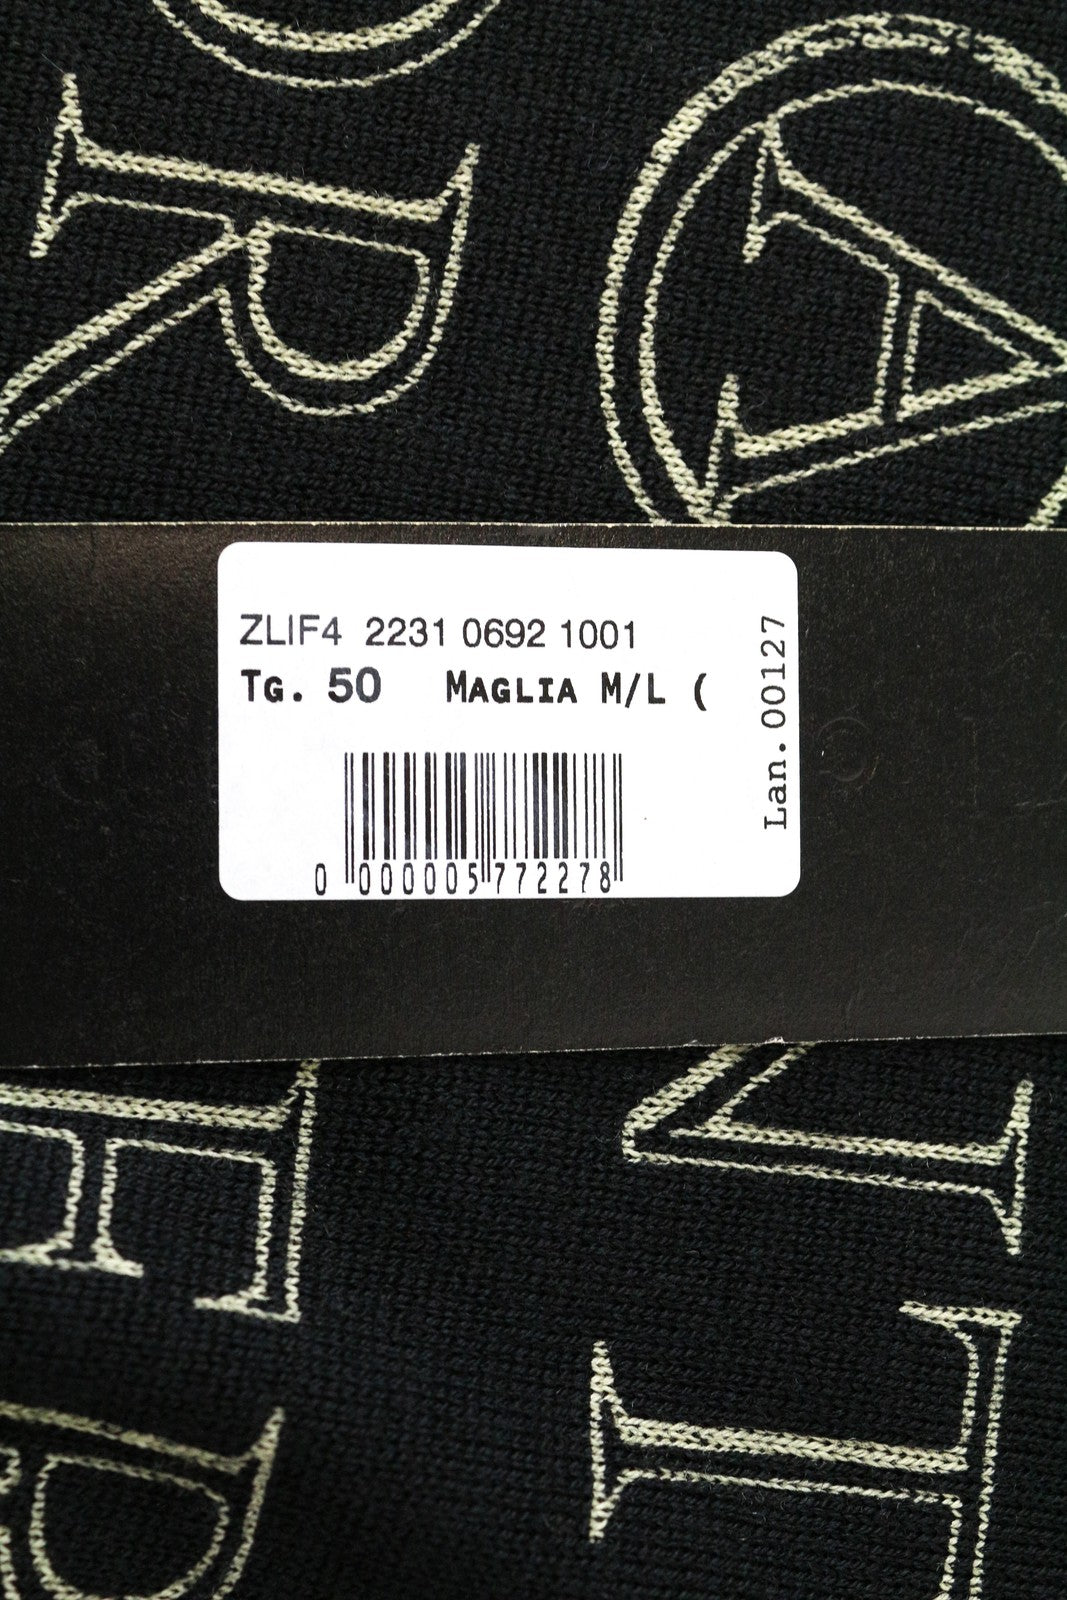 R
A
ZLIF4 2231 0692 1001
TG. 50 MAGLIA M/L (
Lan. 00127
0 000005 772278